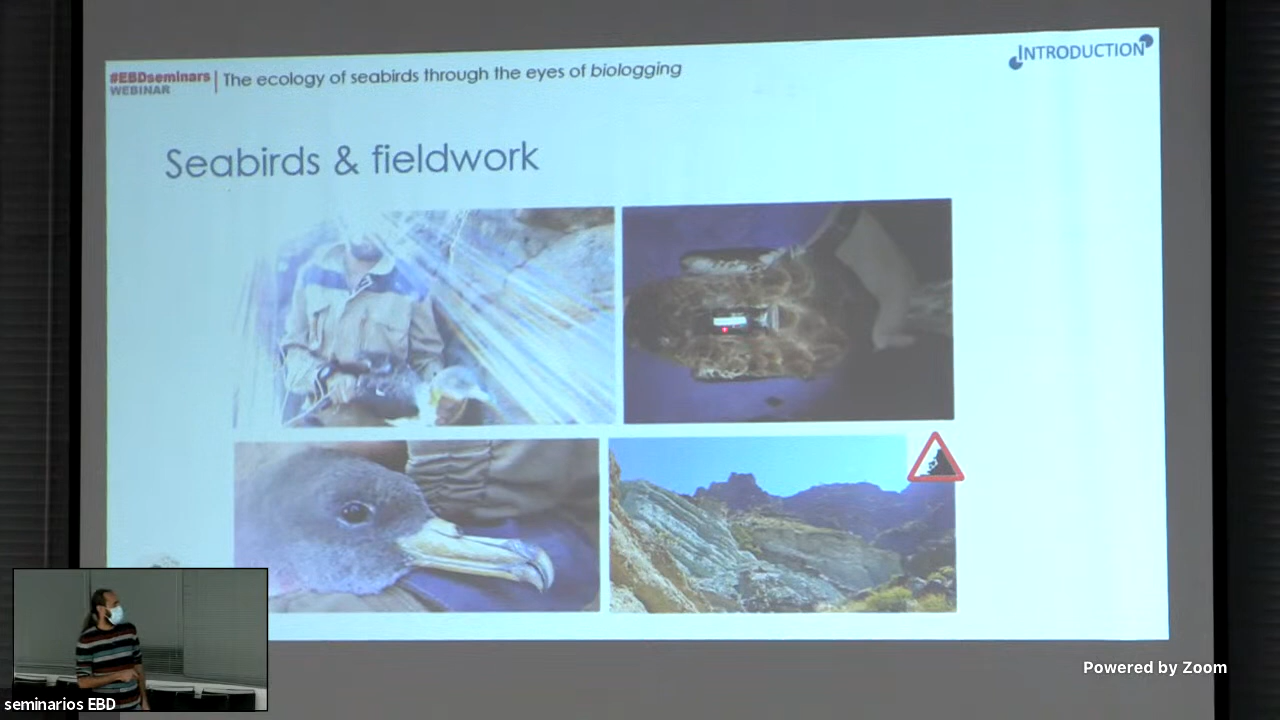 #EBDseminars
WEBINAR
The ecology of seabirds through the eyes of biologging
INTRODUCTION
Seabirds & fieldwork
Powered by Zoom
seminarios EBD